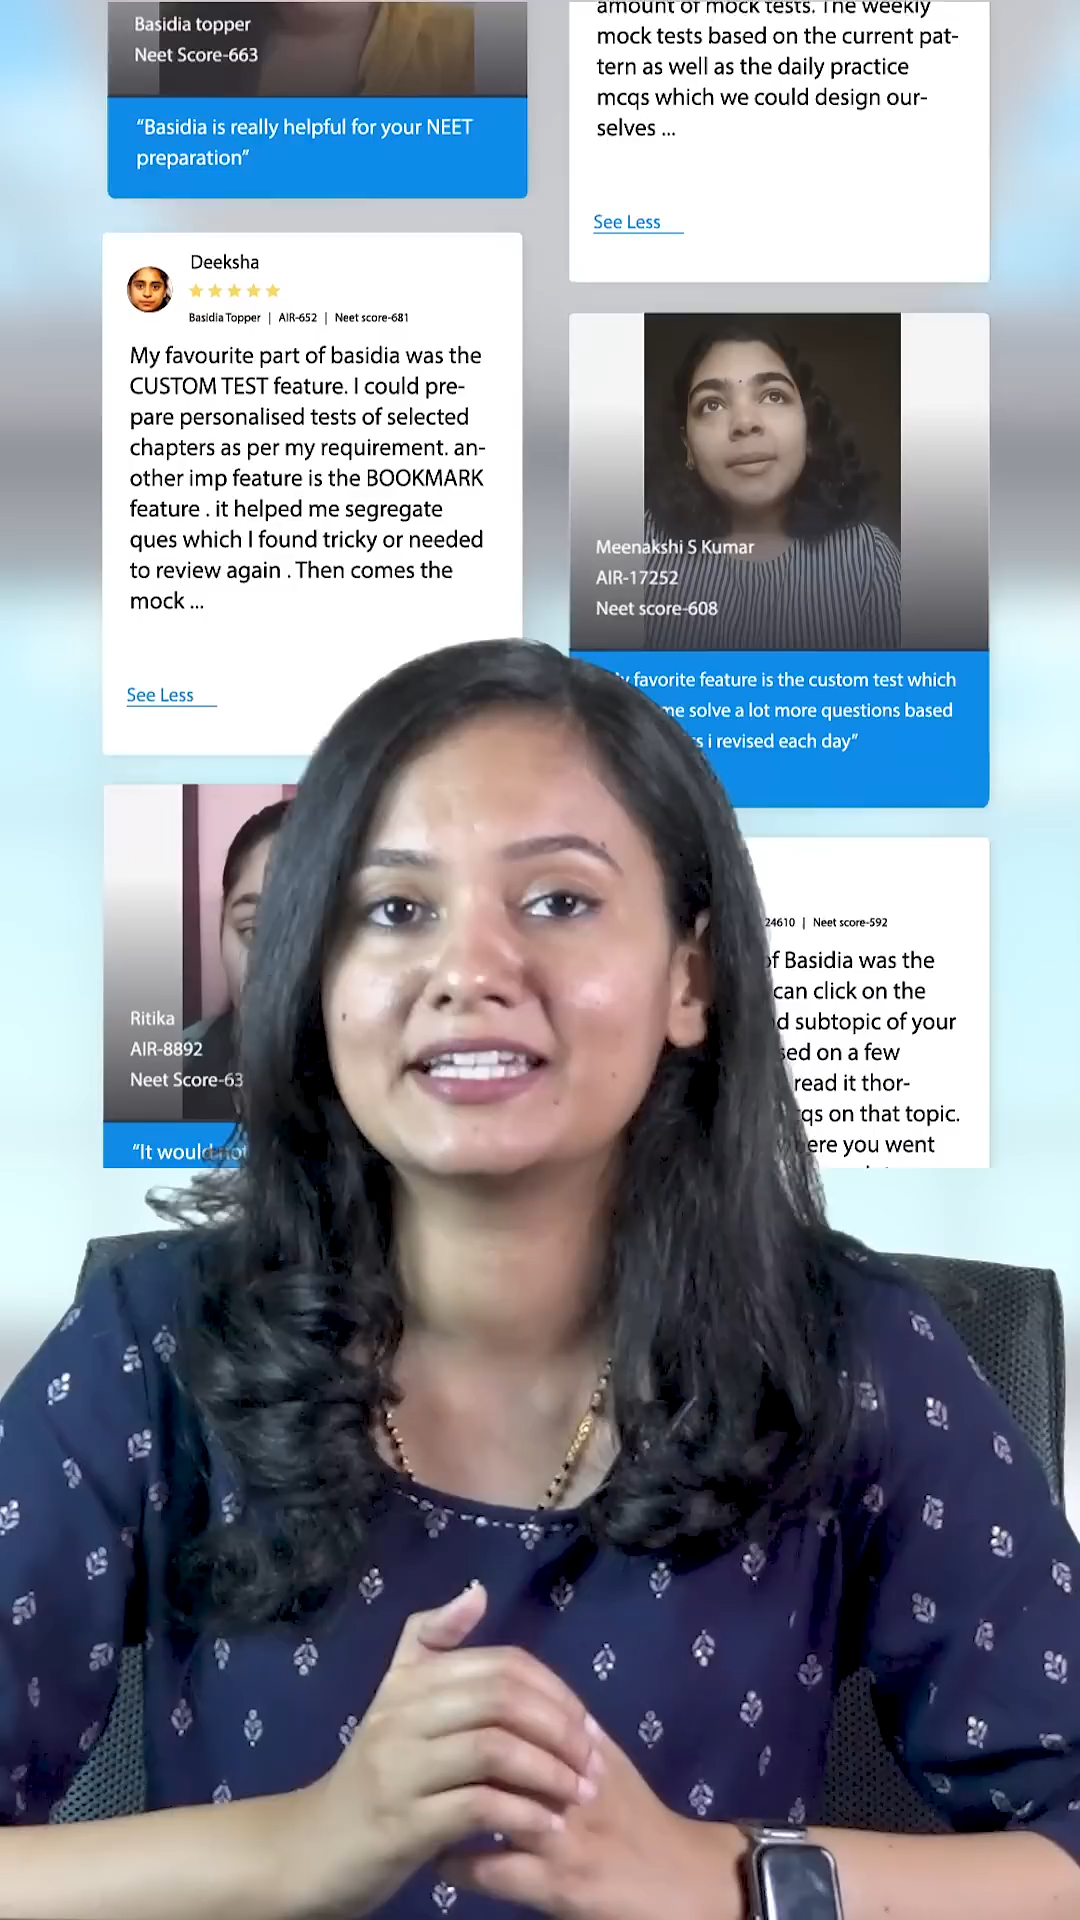 Basidia topper
Neet Score-663
“Basidia is really helpful for your NEET
preparation”
Deeksha
Basidia Topper | AIR-652 | Neet score-681
My favourite part of basidia was the
CUSTOM TEST feature. I could pre-
pare personalised tests of selected
chapters as per my requirement. an-
other imp feature is the BOOKMARK
feature . it helped me segregate
ques which I found tricky or needed
to review again . Then comes the
mock ...
See Less
Ritika
AIR-8892
Neet Score-63
“It would not
amount of mock tests. The weekly
mock tests based on the current pat-
tern as well as the daily practice
mcqs which we could design our-
selves ...
See Less
Meenakshi S Kumar
AIR-17252
Neet score-608
favorite feature is the custom test which
me solve a lot more questions based
i revised each day”
24610 | Neet score-592
of Basidia was the
can click on the
subtopic of your
on a few
read it thor-
on that topic.
you went